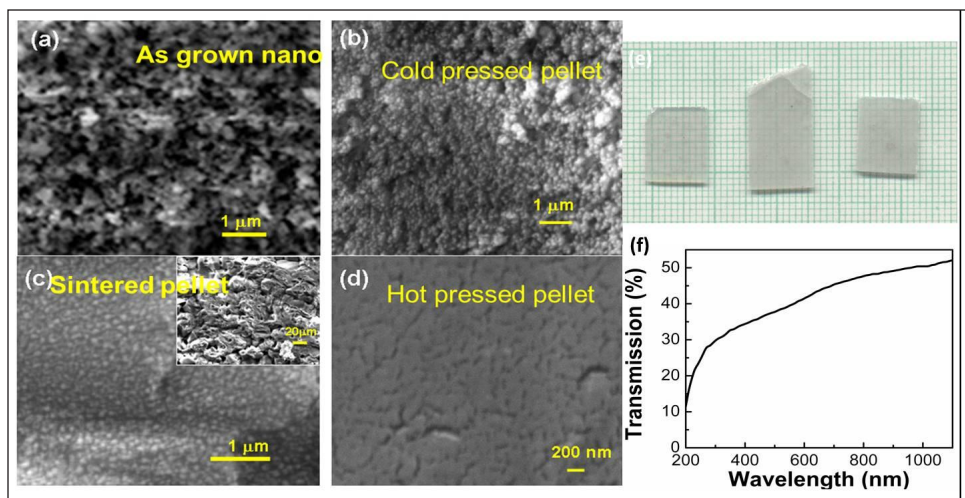 (a)
As grown nano
1 μm
(b)
Cold pressed pellet
1 μm
(c)
Sintered pellet
20μm
1 μm
(d)
Hot pressed pellet
200 nm
(e)
(f)
Transmission (%)
50
40
30
20
10
0
200
400
600
800
1000
Wavelength (nm)